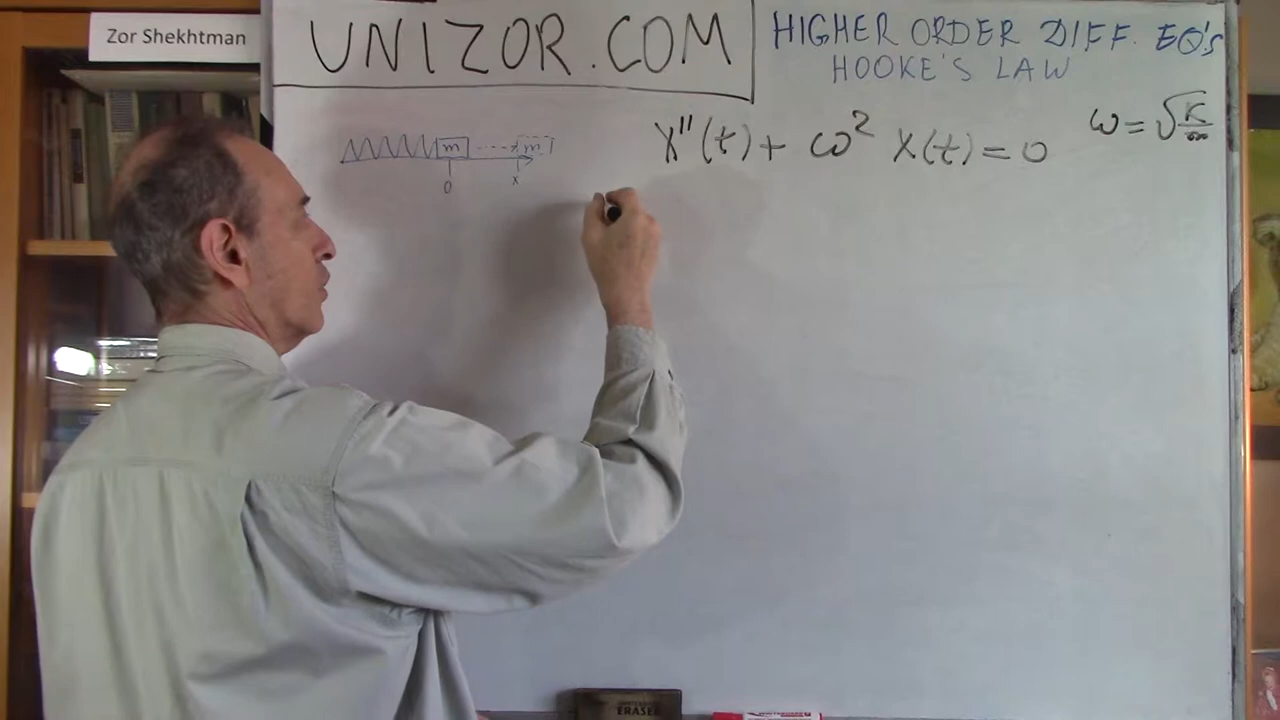 Zor Shekhtman
UNIZOR.COM
HIGHER ORDER DIFF. EQ's
HOOKE'S LAW
m m
0 x
X''(t) + ω² X(t) = 0
ω = √K/m
ERASER